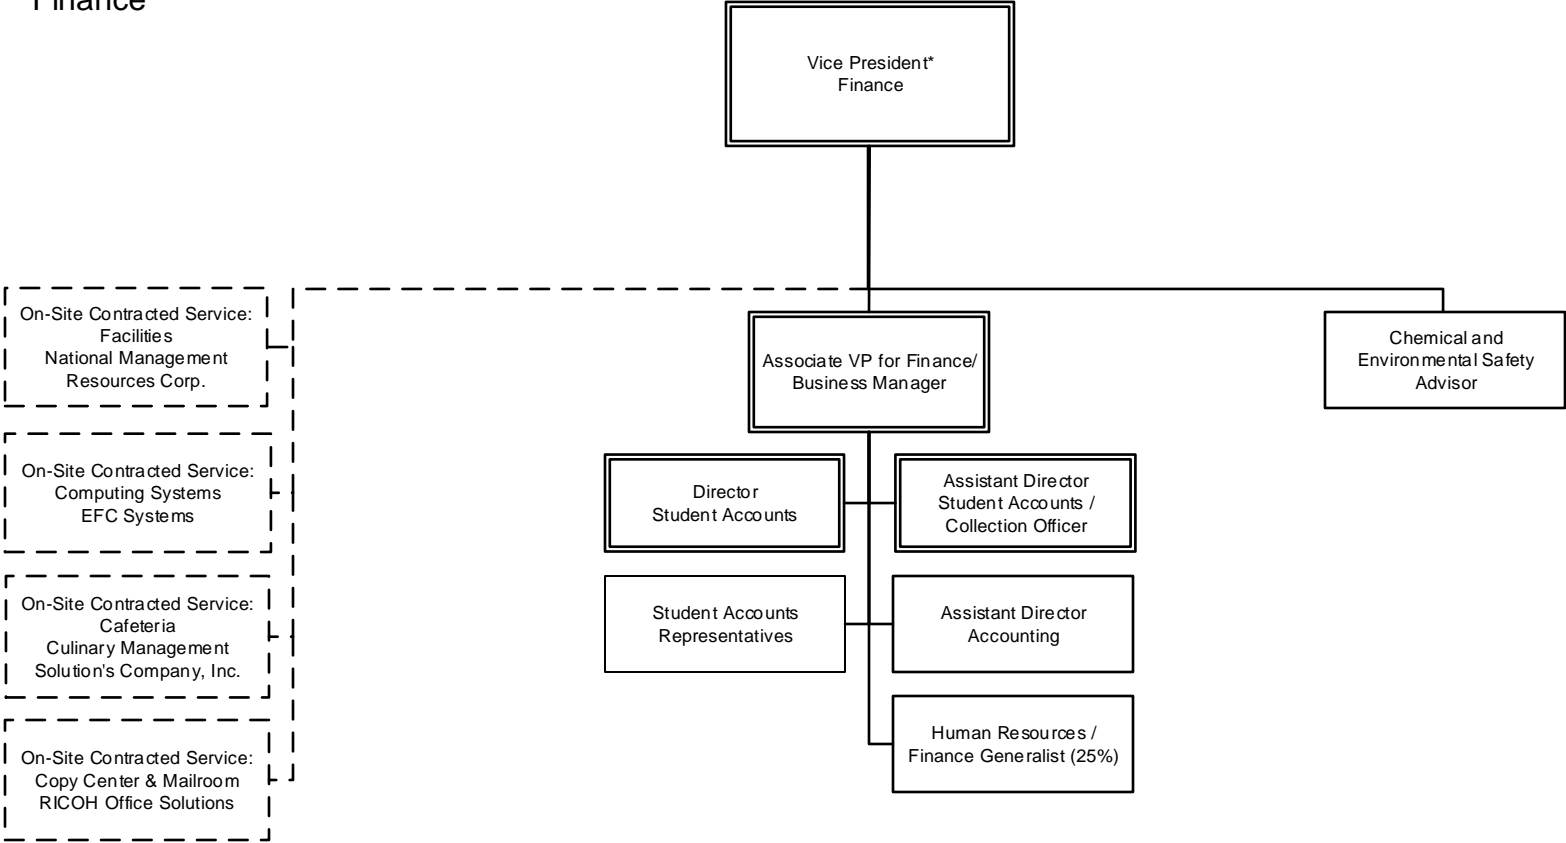 Finance
Vice President*
Finance
On-Site Contracted Service:
Facilities
National Management
Resources Corp.
Associate VP for Finance/
Business Manager
Chemical and
Environmental Safety
Advisor
On-Site Contracted Service:
Computing Systems
EFC Systems
Director
Student Accounts
Assistant Director
Student Accounts /
Collection Officer
On-Site Contracted Service:
Cafeteria
Culinary Management
Solution's Company, Inc.
Student Accounts
Representatives
Assistant Director
Accounting
On-Site Contracted Service:
Copy Center & Mailroom
RICOH Office Solutions
Human Resources /
Finance Generalist (25%)